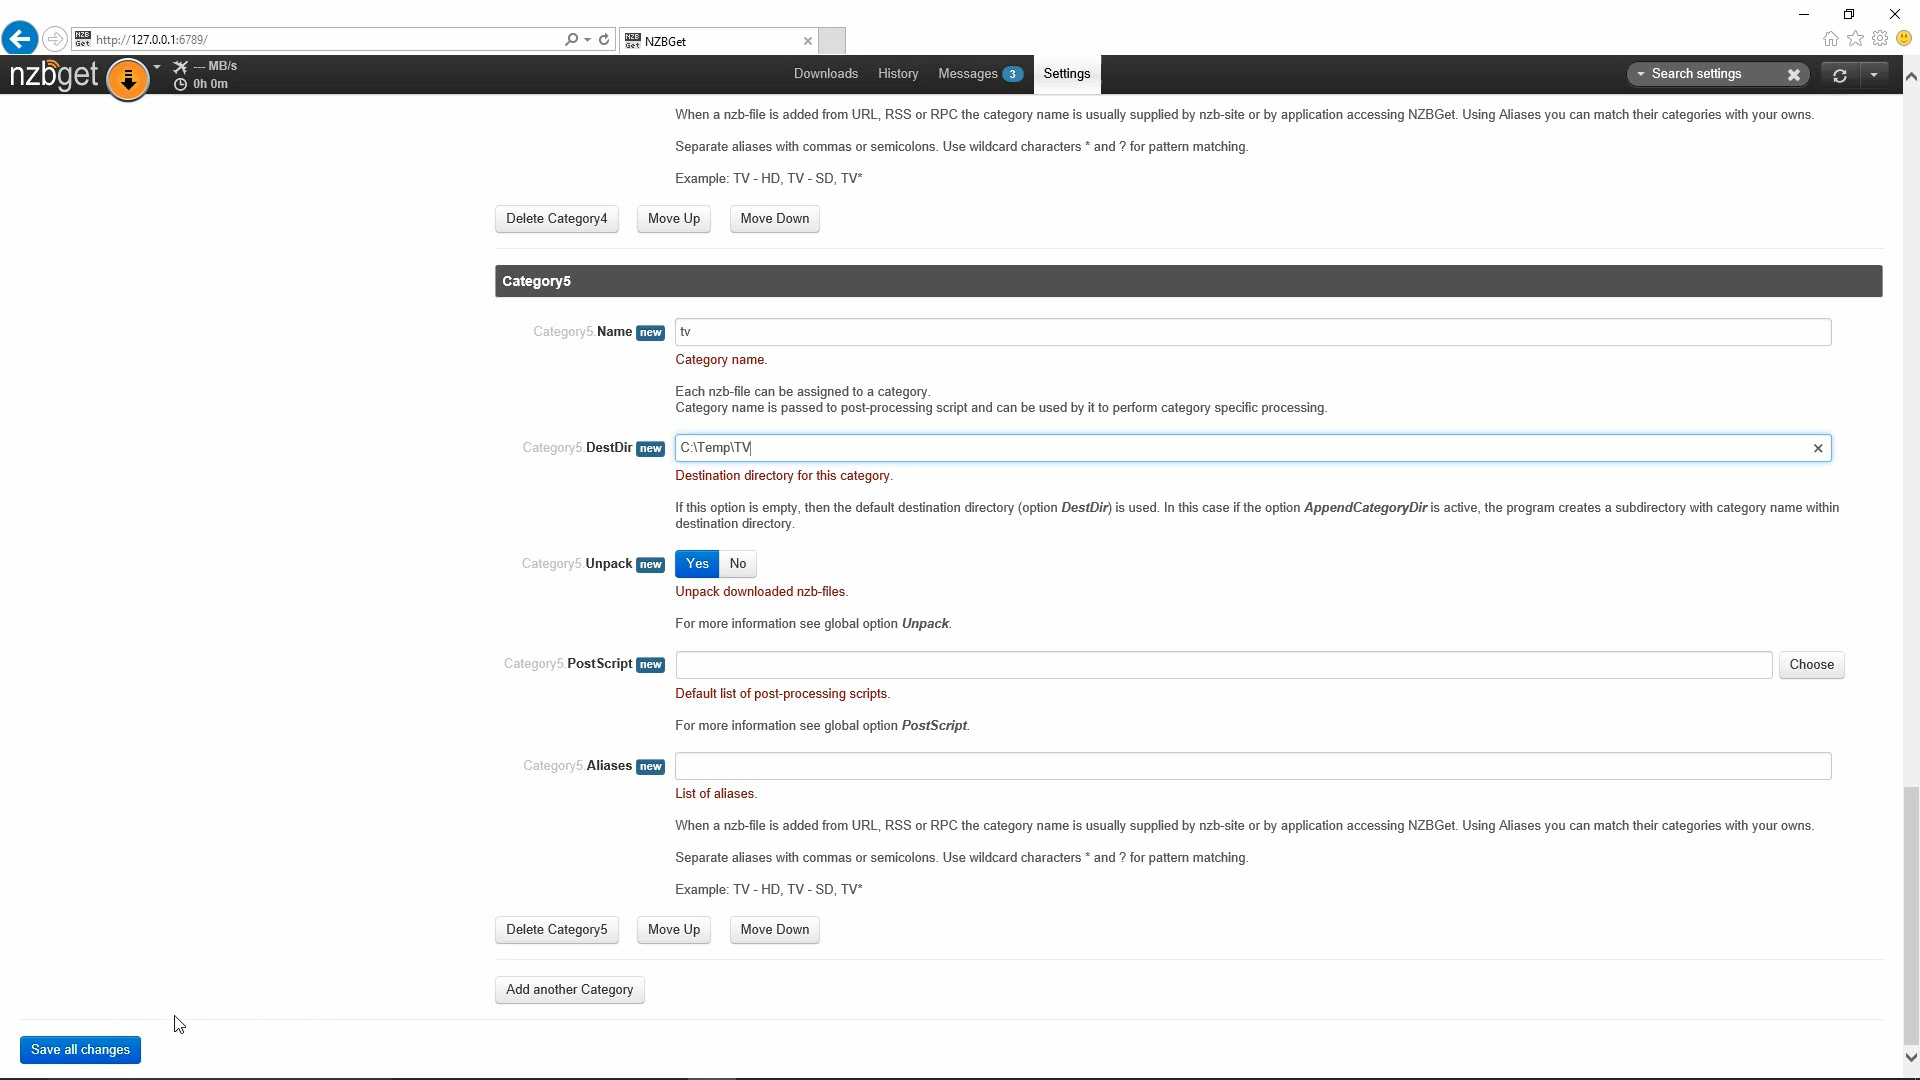 http://127.0.0.1:6789/
NZBGet
nzbget
--- MB/s
0h 0m
Downloads
History
Messages 3
Settings
Search settings
When a nzb-file is added from URL, RSS or RPC the category name is usually supplied by nzb-site or by application accessing NZBGet. Using Aliases you can match their categories with your owns.
Separate aliases with commas or semicolons. Use wildcard characters * and ? for pattern matching.
Example: TV - HD, TV - SD, TV*
Delete Category4
Move Up
Move Down
Category5
Category5.Name new
tv
Category name.
Each nzb-file can be assigned to a category.
Category name is passed to post-processing script and can be used by it to perform category specific processing.
Category5.DestDir new
C:\Temp\TV
Destination directory for this category.
If this option is empty, then the default destination directory (option DestDir) is used. In this case if the option AppendCategoryDir is active, the program creates a subdirectory with category name within
destination directory.
Category5.Unpack new
Yes
No
Unpack downloaded nzb-files.
For more information see global option Unpack.
Category5.PostScript new
Choose
Default list of post-processing scripts.
For more information see global option PostScript.
Category5.Aliases new
List of aliases.
When a nzb-file is added from URL, RSS or RPC the category name is usually supplied by nzb-site or by application accessing NZBGet. Using Aliases you can match their categories with your owns.
Separate aliases with commas or semicolons. Use wildcard characters * and ? for pattern matching.
Example: TV - HD, TV - SD, TV*
Delete Category5
Move Up
Move Down
Add another Category
Save all changes